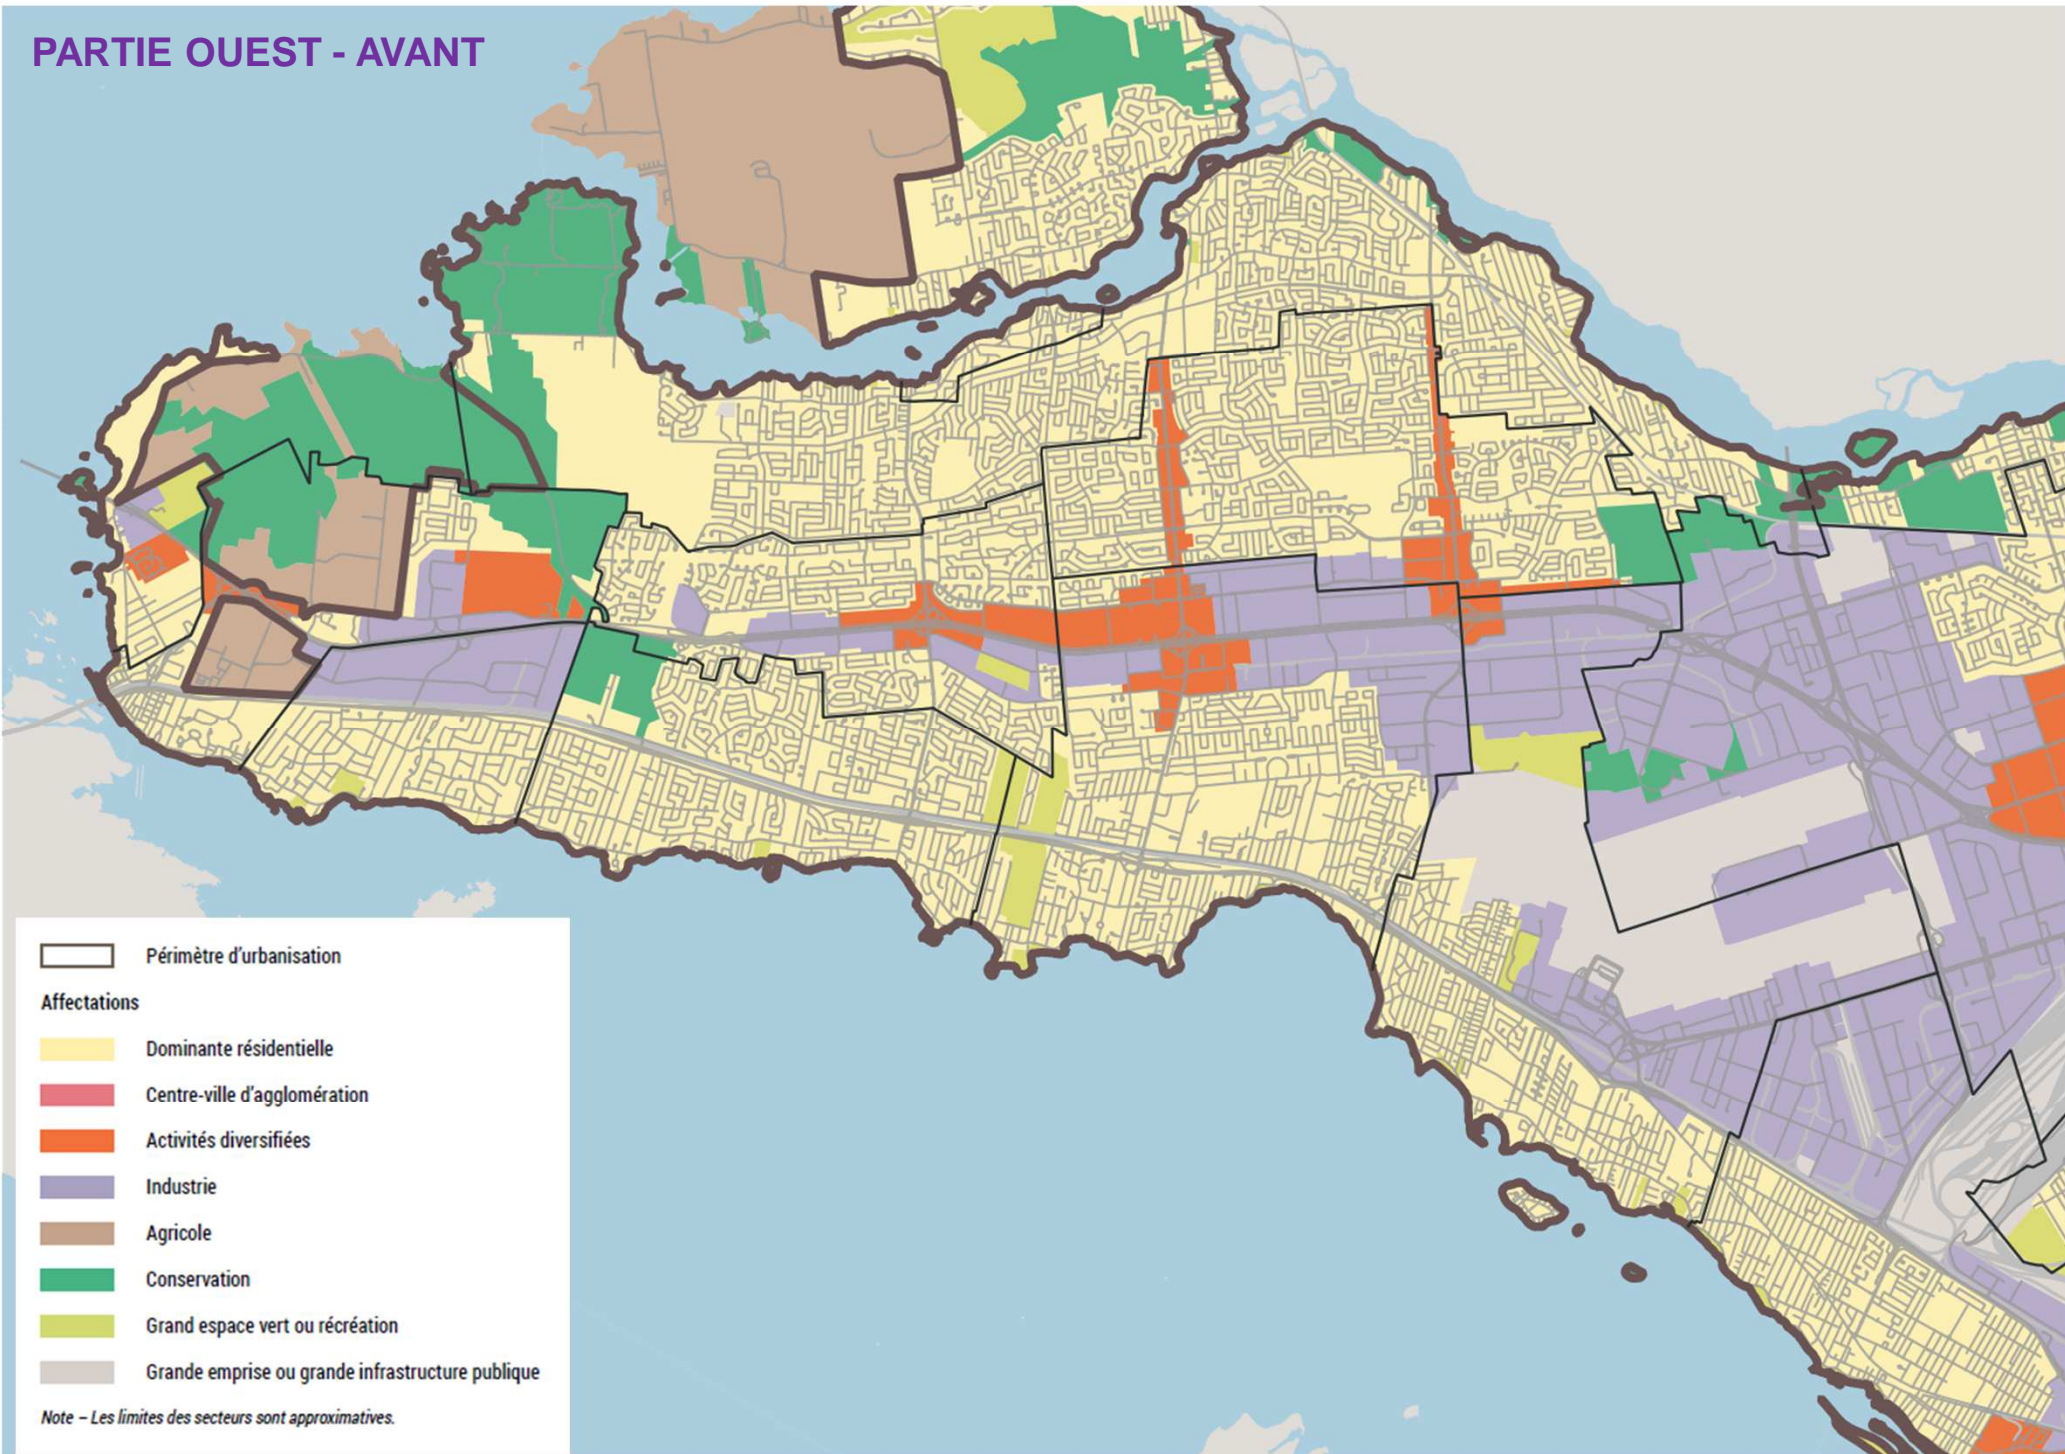 PARTIE OUEST - AVANT
Périmètre d'urbanisation
Affectations
Dominante résidentielle
Centre-ville d'agglomération
Activités diversifiées
Industrie
Agricole
Conservation
Grand espace vert ou récréation
Grande emprise ou grande infrastructure publique
Note – Les limites des secteurs sont approximatives.